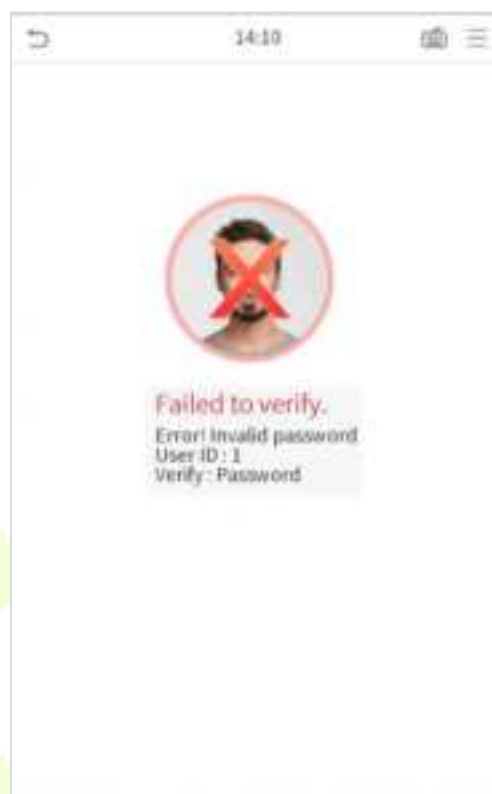 14:10
Failed to verify.
Error! Invalid password
User ID : 1
Verify : Password